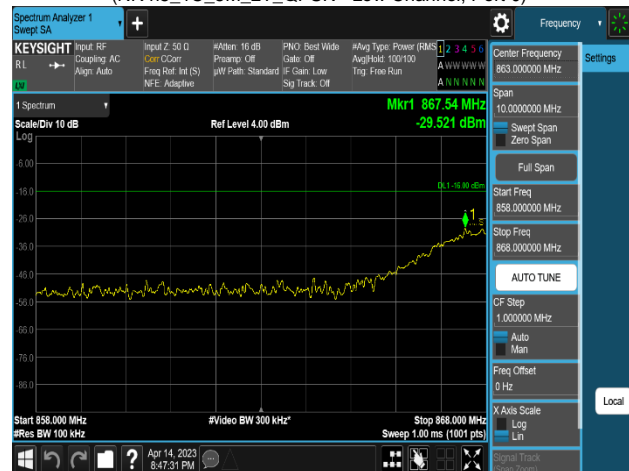 Spectrum Analyzer 1
Swept SA
Frequency
KEYSIGHT
RL
Input: RF
Coupling: AC
Align: Auto
Input Z: 50 Ω
Corr CCorr
Freq Ref: Int (S)
NFE: Adaptive
#Atten: 16 dB
Preamp: Off
µW Path: Standard
PNO: Best Wide
Gate: Off
IF Gain: Low
Sig Track: Off
#Avg Type: Power (RMS
Avg|Hold: 100/100
Trig: Free Run
1 2 3 4 5 6
A W W W W W
A N N N N N
1 Spectrum
Scale/Div 10 dB
Log
Ref Level 4.00 dBm
Mkr1 867.54 MHz
-29.521 dBm
DL1 -16.00 dBm
1
-6.00
-16.0
-26.0
-36.0
-46.0
-56.0
-66.0
-76.0
-86.0
Start 858.000 MHz
#Res BW 100 kHz
#Video BW 300 kHz*
Stop 868.000 MHz
Sweep 1.00 ms (1001 pts)
Apr 14, 2023
8:47:31 PM
Center Frequency
863.000000 MHz
Span
10.0000000 MHz
Swept Span
Zero Span
Full Span
Start Freq
858.000000 MHz
Stop Freq
868.000000 MHz
AUTO TUNE
CF Step
1.000000 MHz
Auto
Man
Freq Offset
0 Hz
X Axis Scale
Log
Lin
Signal Track
(Span Zoom)
Settings
Local